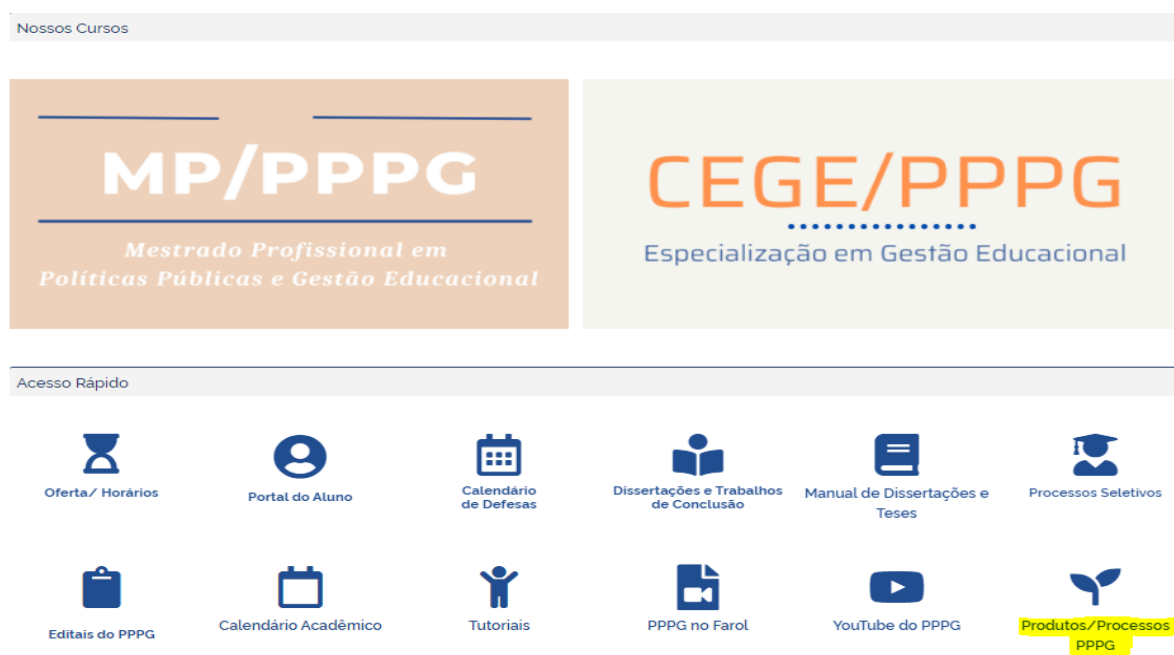 Nossos Cursos
MP/PPPG
Mestrado Profissional em
Políticas Públicas e Gestão Educacional
CEGE/PPPG
Especialização em Gestão Educacional
Acesso Rápido
Oferta/ Horários
Portal do Aluno
Calendário
de Defesas
Dissertações e Trabalhos
de Conclusão
Manual de Dissertações e
Teses
Processos Seletivos
Editais do PPPG
Calendário Acadêmico
Tutoriais
PPPG no Farol
YouTube do PPPG
Produtos/Processos
PPPG